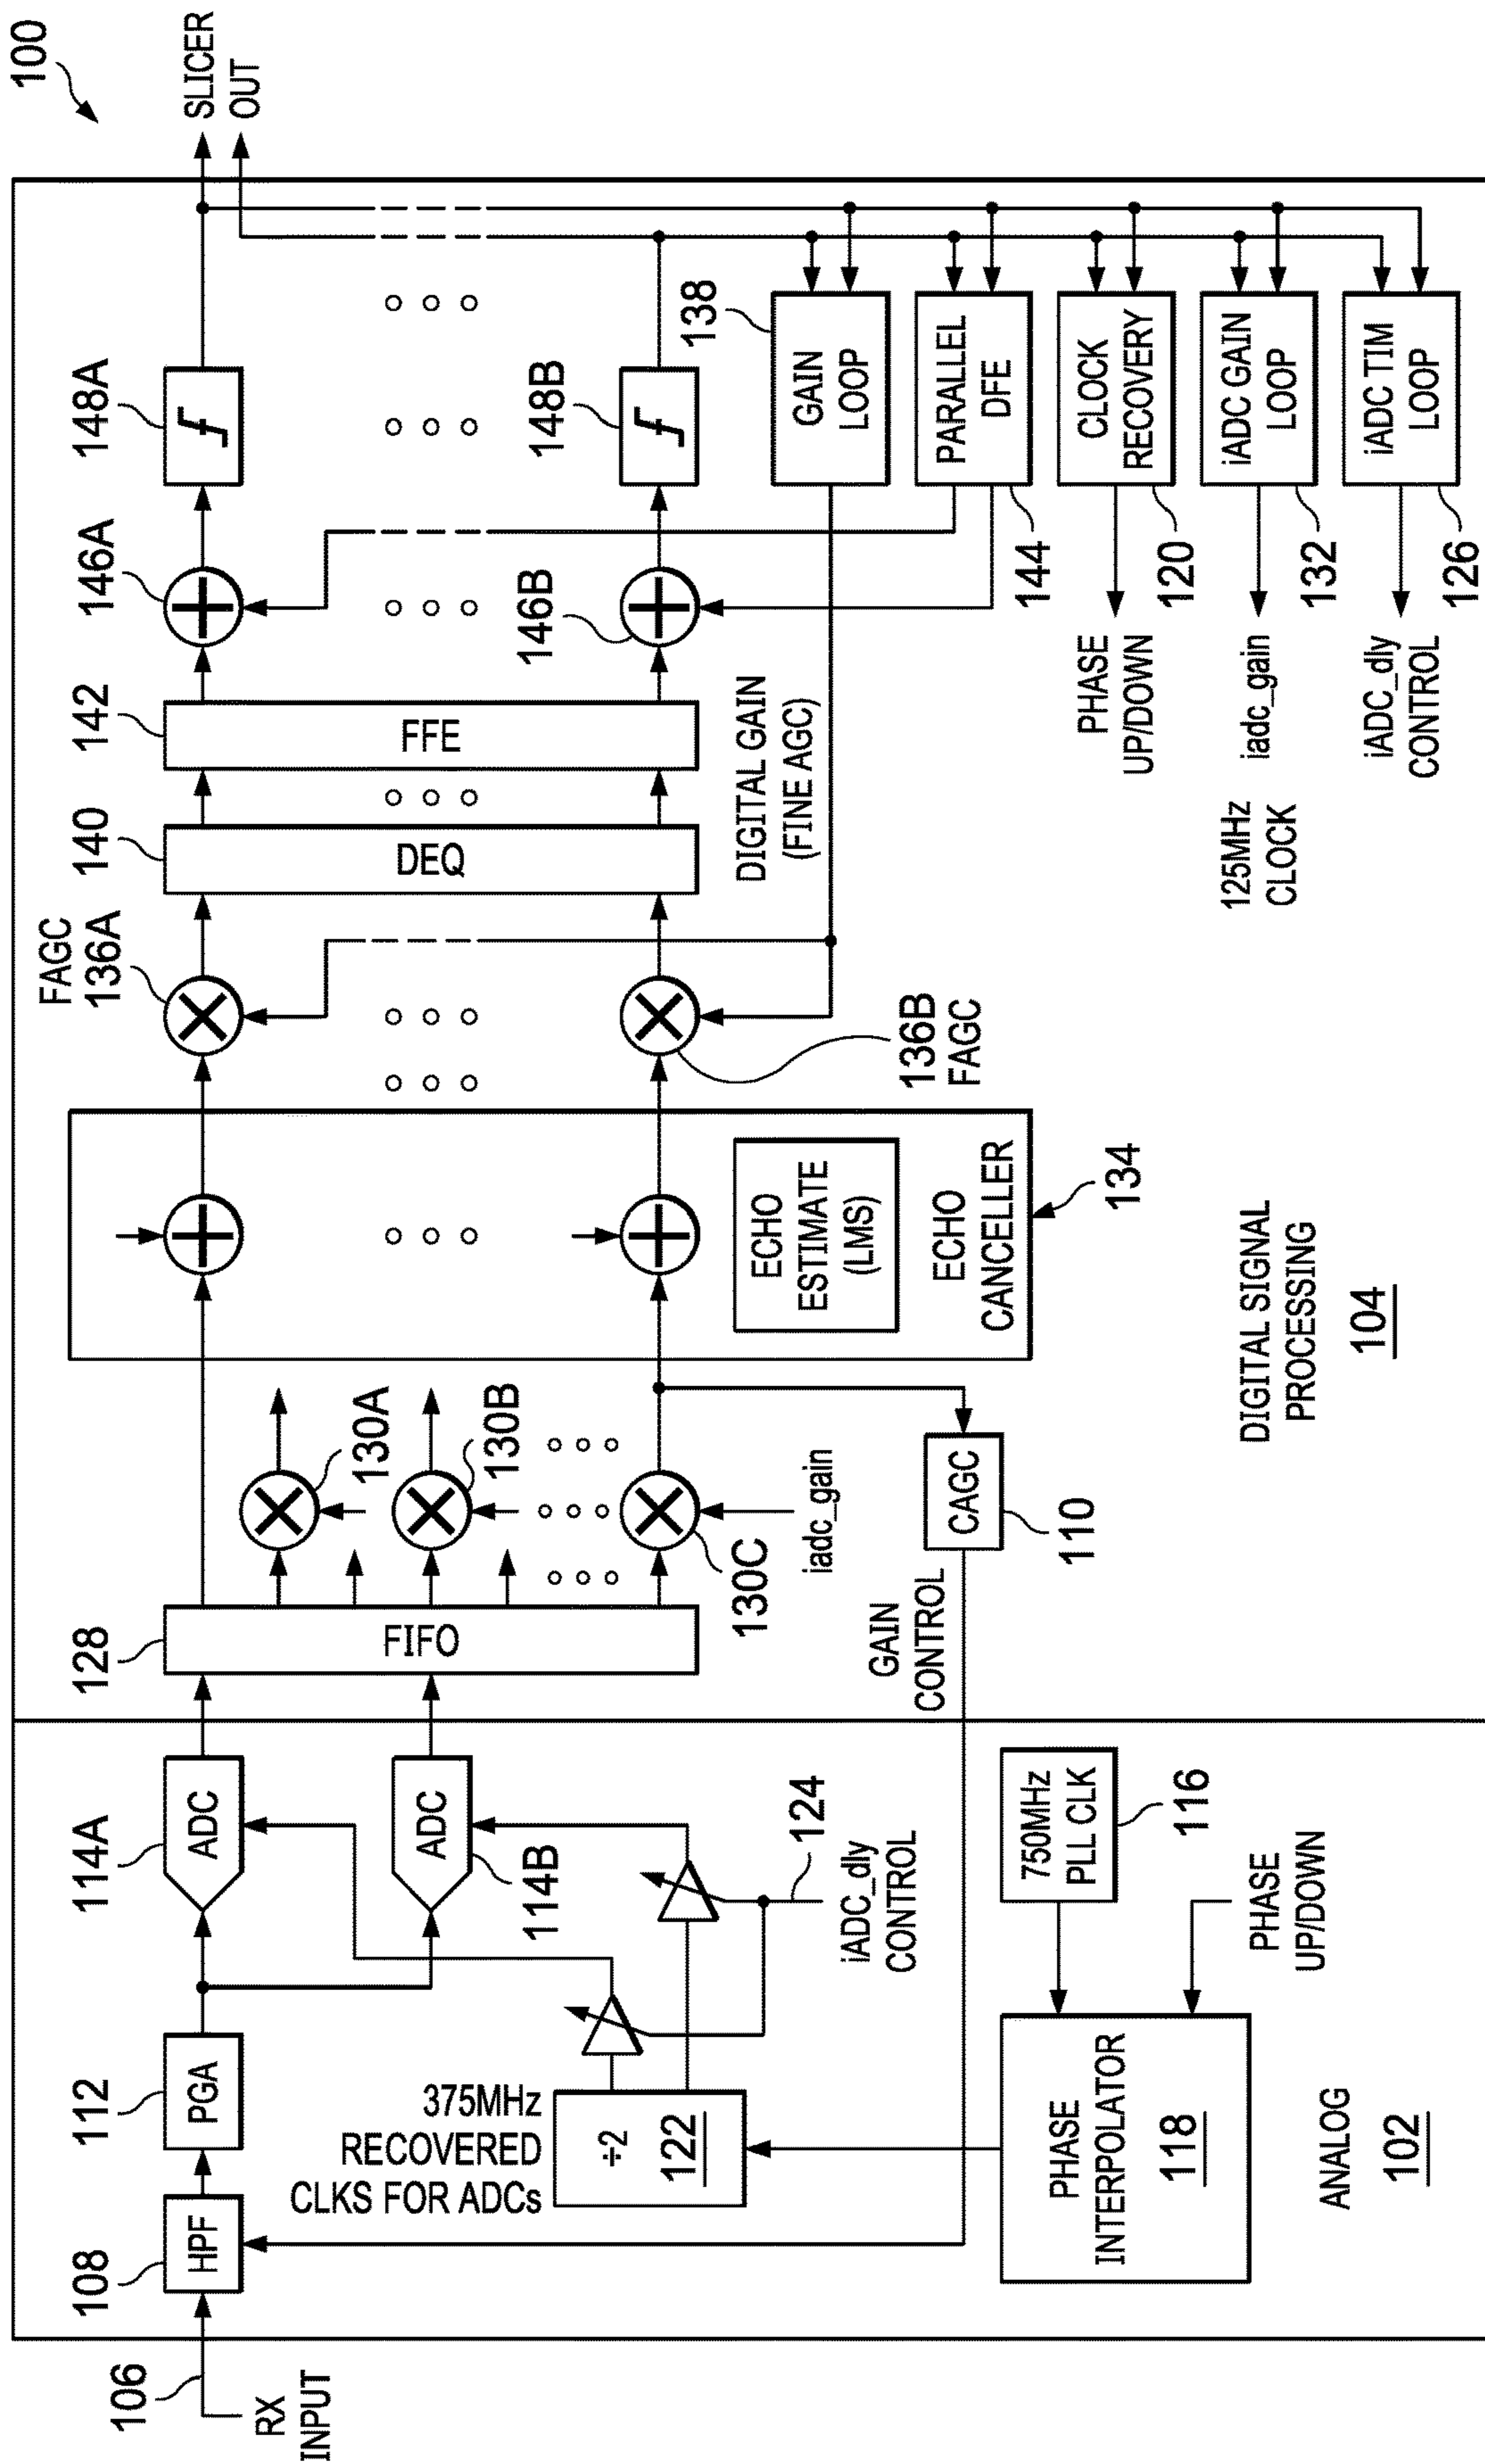 100
RX
INPUT
106
108
HPF
112
PGA
114A
ADC
ADC
114B
375MHz
RECOVERED
CLKS FOR ADCs
÷2
122
124
iADC_dly
CONTROL
750MHz
PLL CLK
116
PHASE
UP/DOWN
PHASE
INTERPOLATOR
118
ANALOG
102
128
FIFO
130A
130B
130C
iadc_gain
GAIN
CONTROL
CAGC
110
ECHO
ESTIMATE
(LMS)
ECHO
CANCELLER
134
DIGITAL SIGNAL
PROCESSING
104
FAGC
136A
136B
FAGC
140
DEQ
142
FFE
DIGITAL GAIN
(FINE AGC)
146A
146B
148A
148B
SLICER
OUT
138
GAIN
LOOP
PARALLEL
DFE
144
CLOCK
RECOVERY
120
PHASE
UP/DOWN
iADC GAIN
LOOP
132
iadc_gain
125MHz
CLOCK
iADC TIM
LOOP
126
iADC_dly
CONTROL